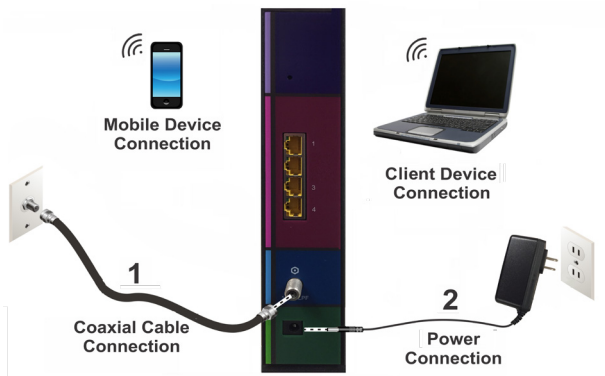 Mobile Device
Connection
Client Device
Connection
1
3
4
1
Coaxial Cable
Connection
2
Power
Connection